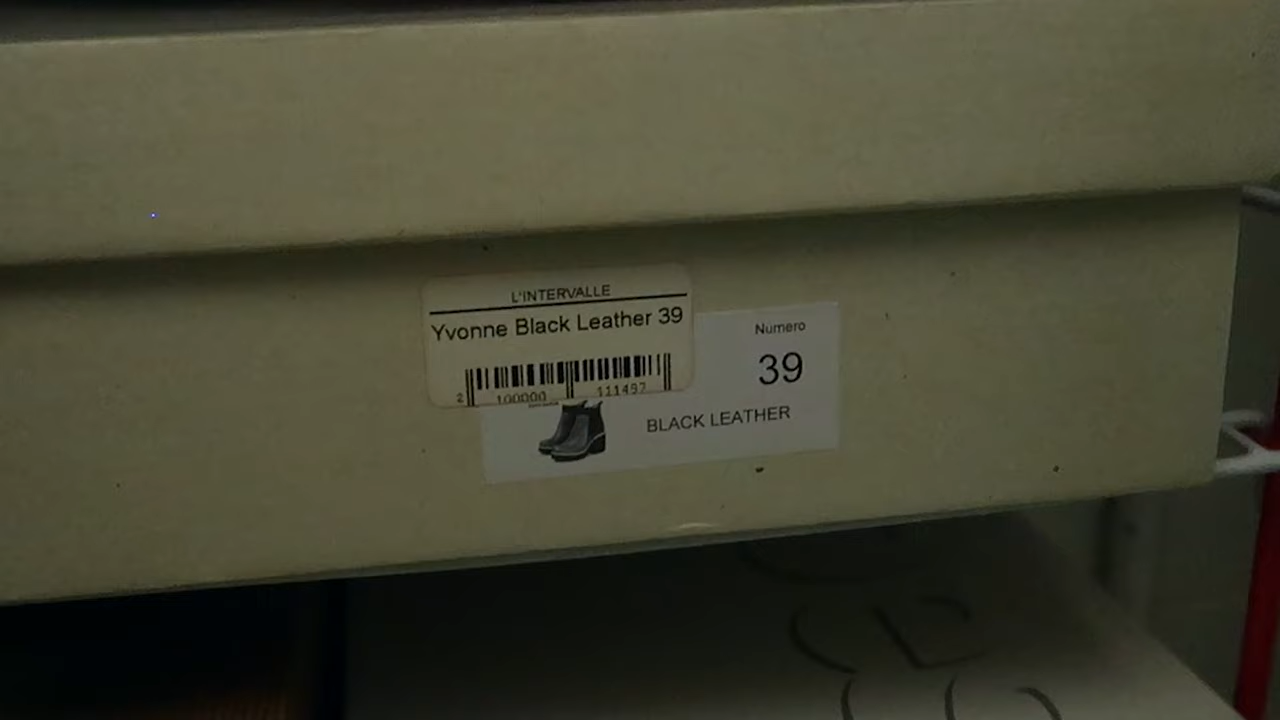 L'INTERVALLE
Yvonne Black Leather 39
2 100000 111497
Numero
39
BLACK LEATHER